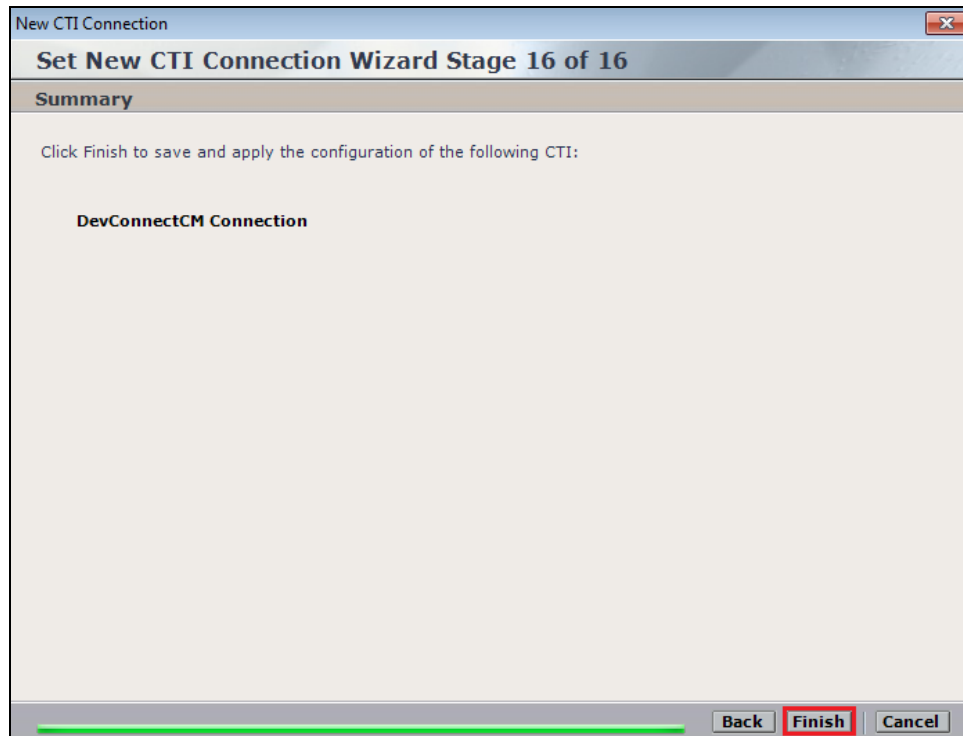 New CTI Connection
Set New CTI Connection Wizard Stage 16 of 16
Summary
Click Finish to save and apply the configuration of the following CTI:
DevConnectCM Connection
Back Finish Cancel